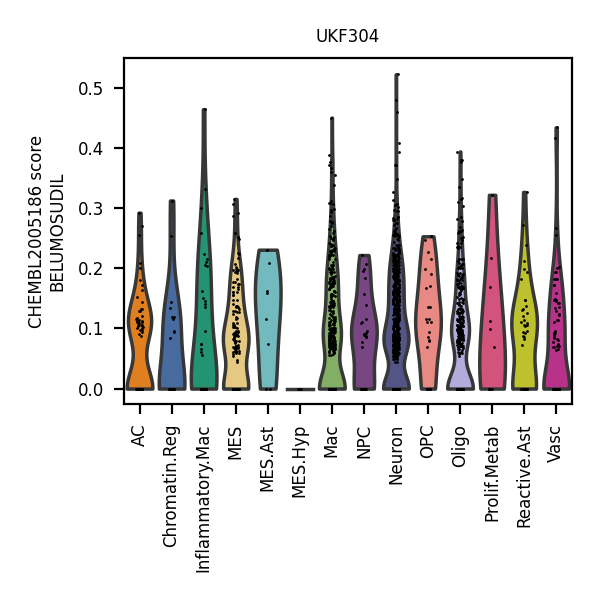 UKF304
CHEMBL2005186 score
BELUMOSUDIL
0.5
0.4
0.3
0.2
0.1
0.0
AC
Chromatin.Reg
Inflammatory.Mac
MES
MES.Ast
MES.Hyp
Mac
NPC
Neuron
OPC
Oligo
Prolif.Metab
Reactive.Ast
Vasc